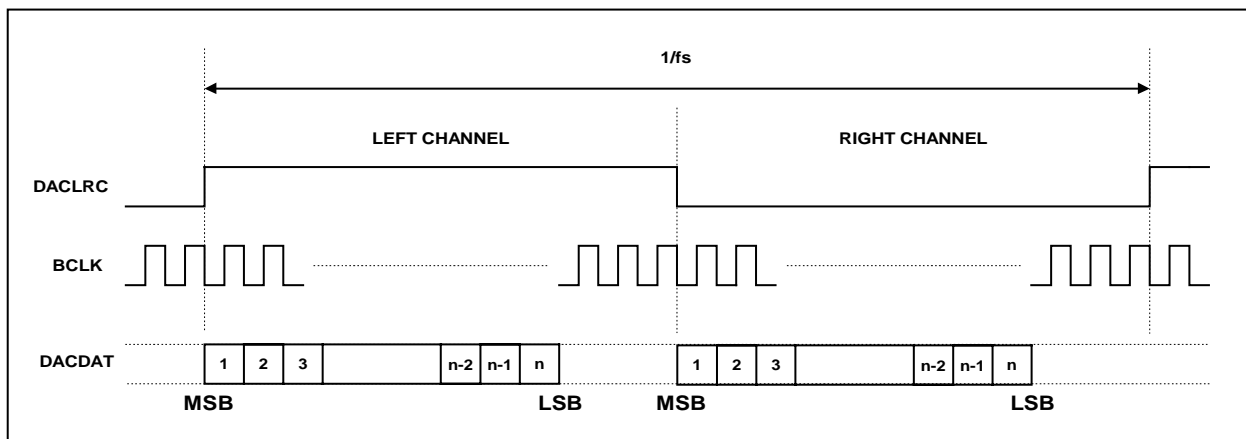 1/fs
LEFT CHANNEL RIGHT CHANNEL
DACLRC
BCLK
DACDAT 1 2 3 n-2 n-1 n 1 2 3 n-2 n-1 n
MSB LSB MSB LSB